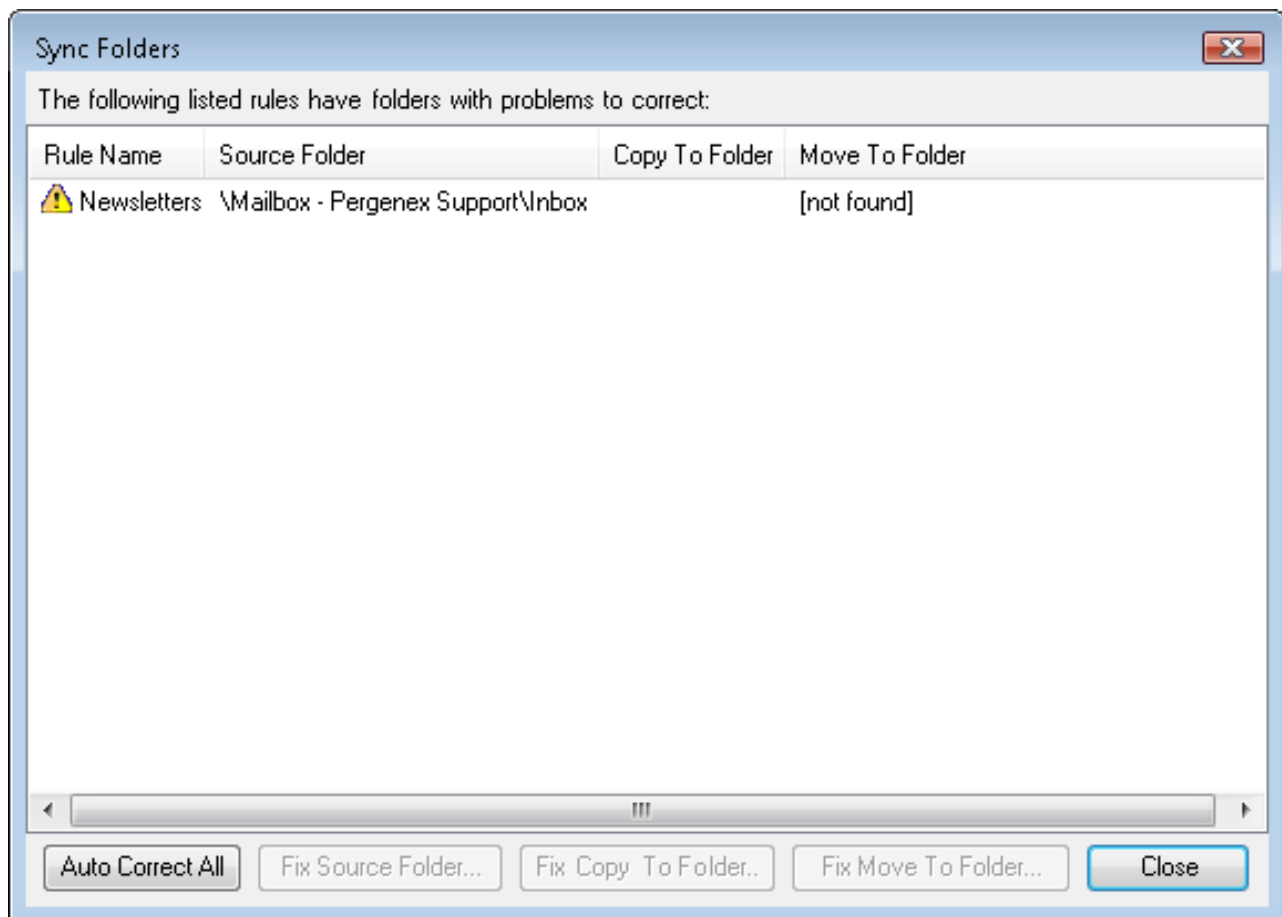 Sync Folders
The following listed rules have folders with problems to correct:
Rule Name Source Folder Copy To Folder Move To Folder
Newsletters \Mailbox - Pergenex Support\Inbox [not found]
Auto Correct All Fix Source Folder... Fix Copy To Folder.. Fix Move To Folder... Close